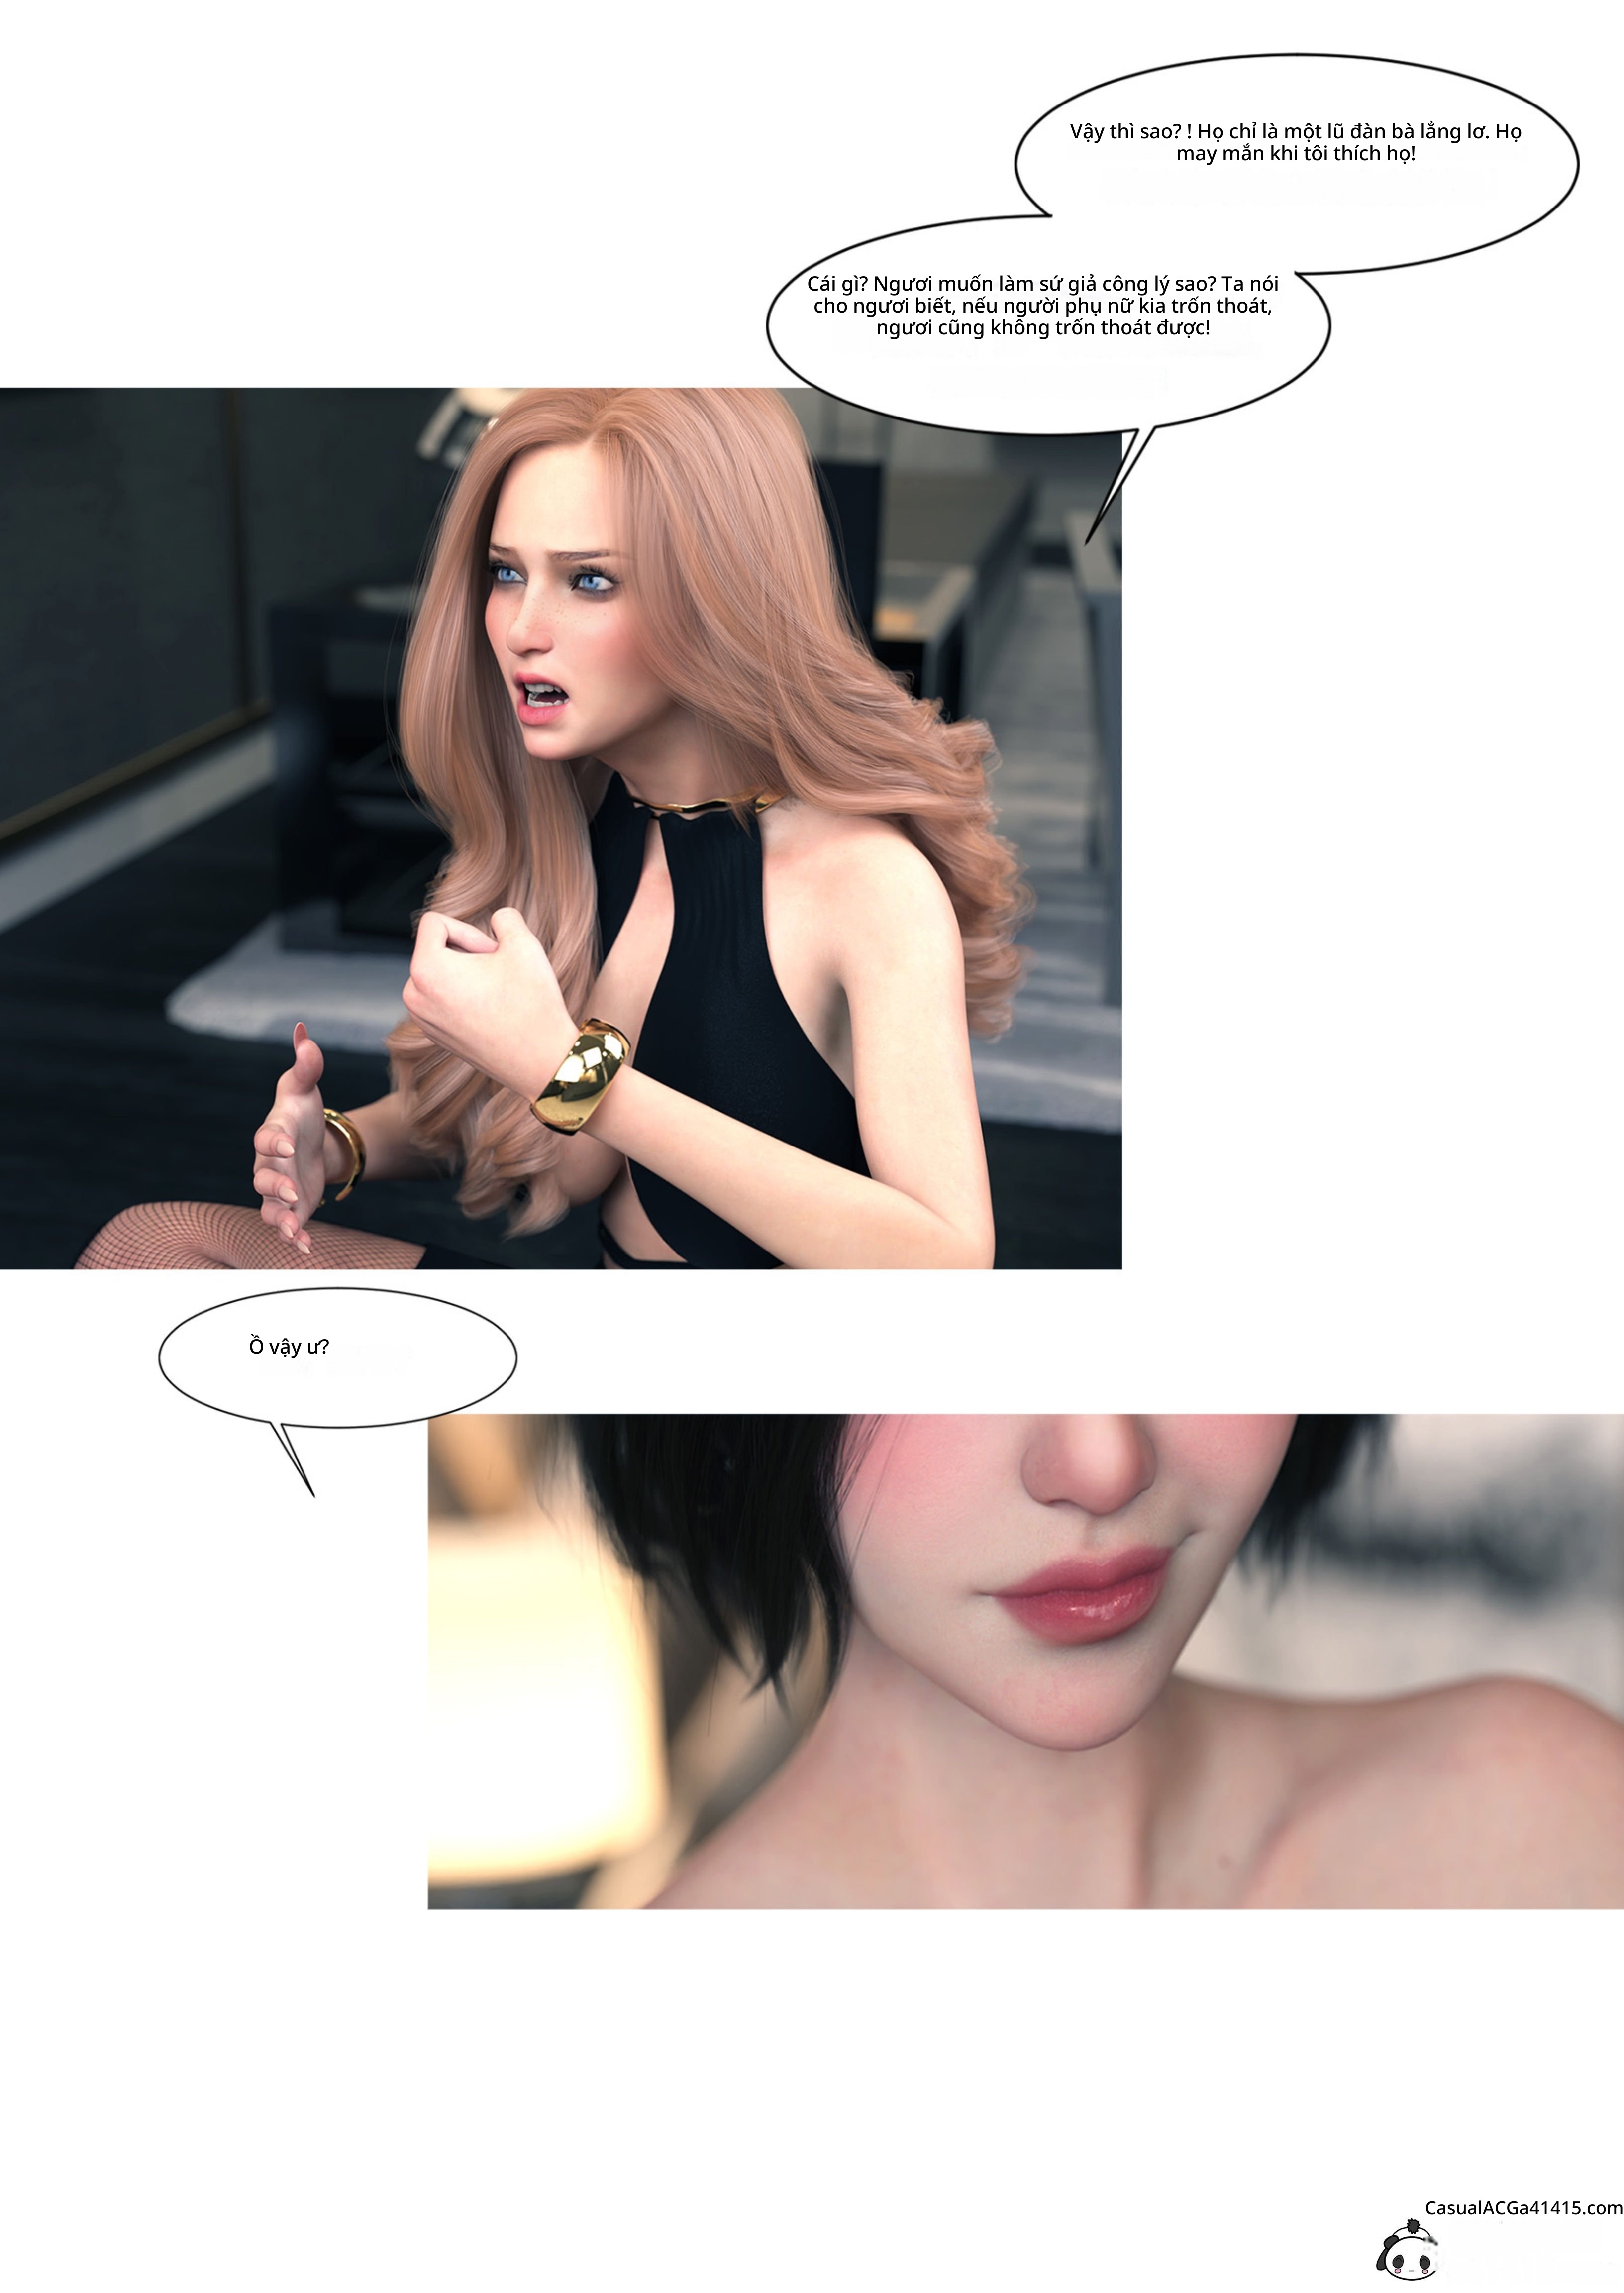 Vậy thì sao? ! Họ chỉ là một lũ đàn bà lẳng lơ. Họ
may mắn khi tôi thích họ!
Cái gì? Ngươi muốn làm sứ giả công lý sao? Ta nói
cho ngươi biết, nếu người phụ nữ kia trốn thoát,
ngươi cũng không trốn thoát được!
Ồ vậy ư?
CasualACGa41415.com